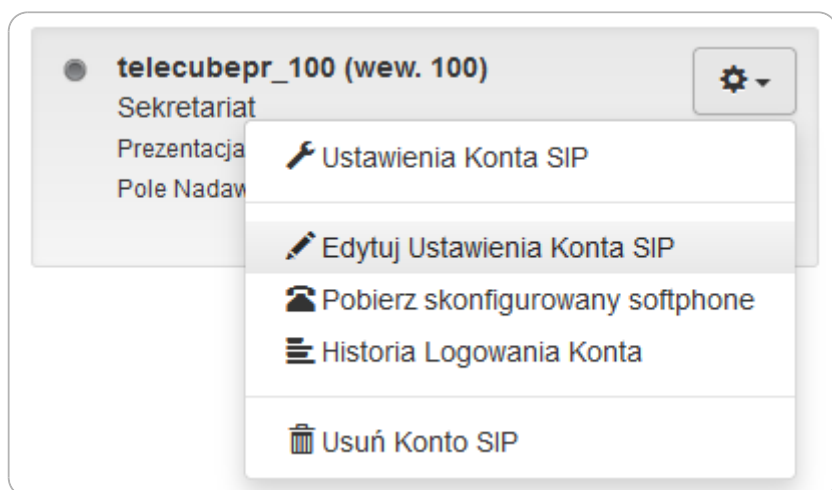 telecubepr_100 (wew. 100)
Sekretariat
Prezentacja
Pole Nadaw
Ustawienia Konta SIP
Edytuj Ustawienia Konta SIP
Pobierz skonfigurowany softphone
Historia Logowania Konta
Usuń Konto SIP